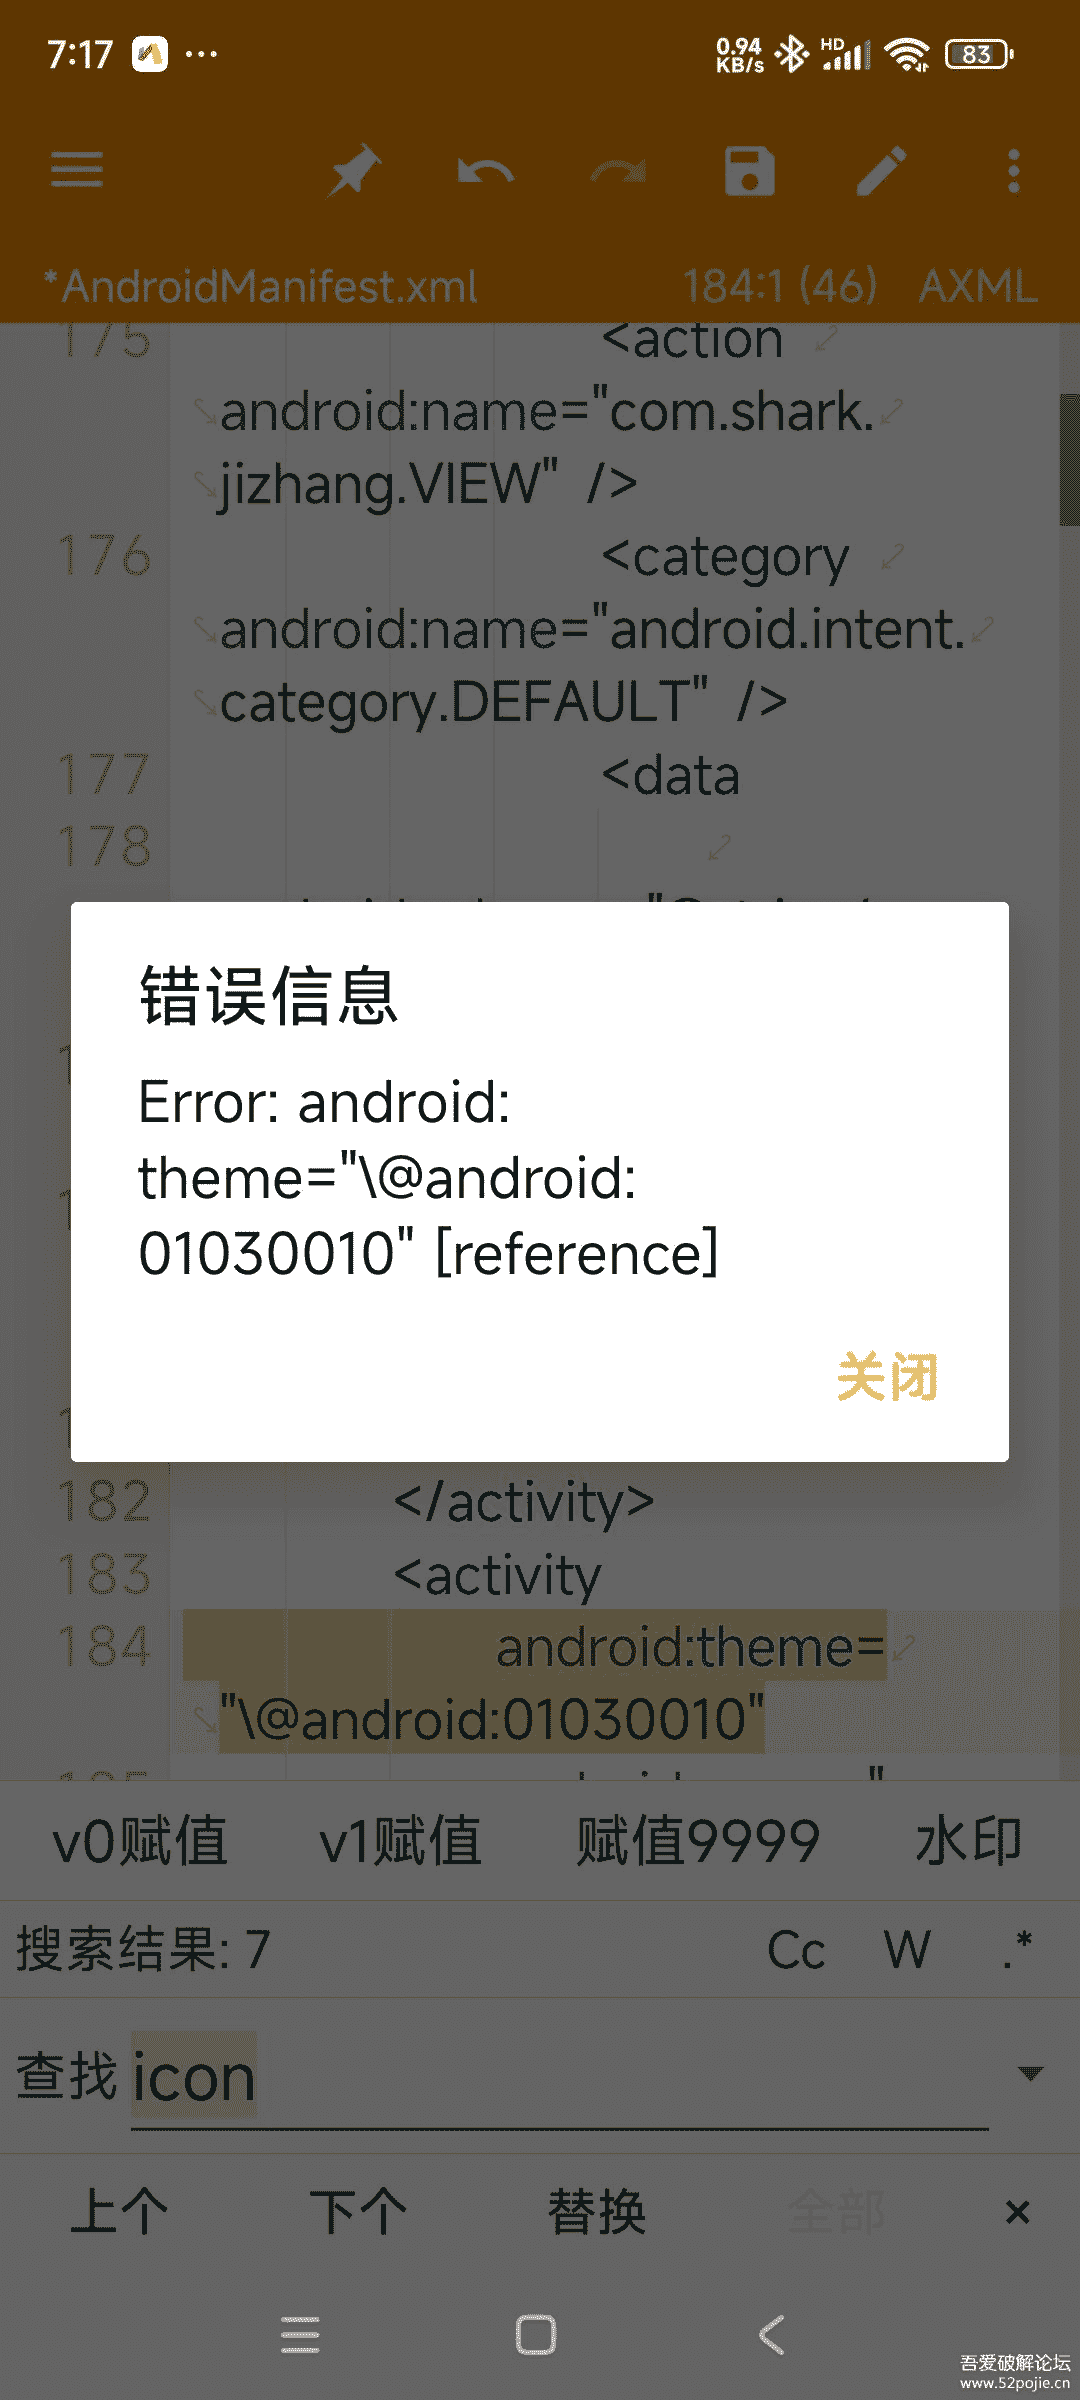 7:17
0.94 KB/s HD 83
*AndroidManifest.xml 184:1 (46) AXML
175 <action
android:name="com.shark.
jizhang.VIEW" />
176 <category
android:name="android.intent.
category.DEFAULT" />
177 <data
178
错误信息
Error: android:
theme="\@android:
01030010" [reference]
关闭
182 </activity>
183 <activity
184 android:theme=
"\@android:01030010"
v0赋值 v1赋值 赋值9999 水印
搜索结果: 7 Cc W .*
查找 icon
上个 下个 替换 全部 ×
吾爱破解论坛
www.52pojie.cn